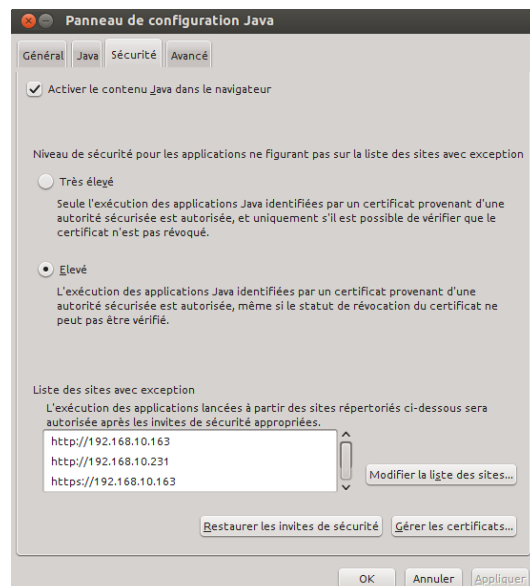 Panneau de configuration Java
Général Java Sécurité Avancé
Activer le contenu Java dans le navigateur
Niveau de sécurité pour les applications ne figurant pas sur la liste des sites avec exception
Très élevé
Seule l'exécution des applications Java identifiées par un certificat provenant d'une
autorité sécurisée est autorisée, et uniquement s'il est possible de vérifier que le
certificat n'est pas révoqué.
Elevé
L'exécution des applications Java identifiées par un certificat provenant d'une
autorité sécurisée est autorisée, même si le statut de révocation du certificat ne
peut pas être vérifié.
Liste des sites avec exception
L'exécution des applications lancées à partir des sites répertoriés ci-dessous sera
autorisée après les invites de sécurité appropriées.
http://192.168.10.163
http://192.168.10.231
https://192.168.10.163
Modifier la liste des sites...
Restaurer les invites de sécurité Gérer les certificats...
OK Annuler Appliquer